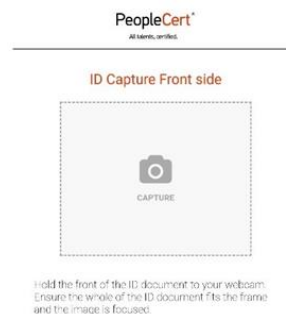 PeopleCert
All talents, certified.
ID Capture Front side
CAPTURE
Hold the front of the ID document to your webcam.
Ensure the whole of the ID document fits the frame
and the image is focused.